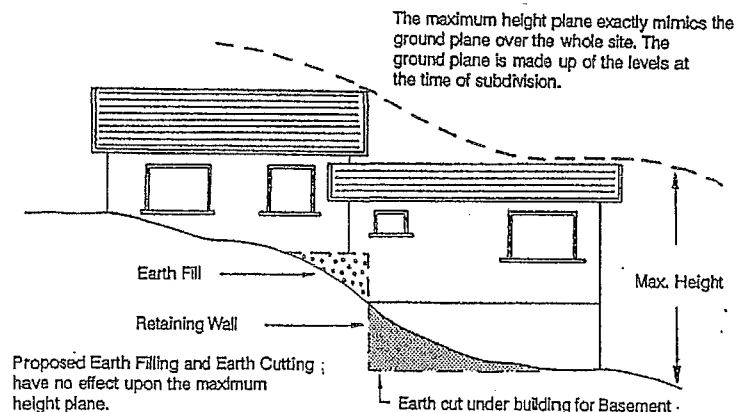 The maximum height plane exactly mimics the
ground plane over the whole site. The
ground plane is made up of the levels at
the time of subdivision.
Earth Fill
Max. Height
Retaining Wall
Proposed Earth Filling and Earth Cutting ;
have no effect upon the maximum
height plane.
Earth cut under building for Basement .